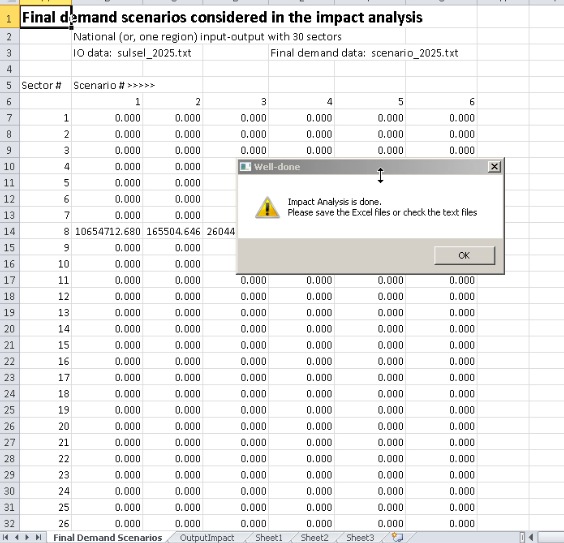 1 Final demand scenarios considered in the impact analysis
2 National (or, one region) input-output with 30 sectors
3 IO data: sulsel_2025.txt Final demand data: scenario_2025.txt
4
5 Sector # Scenario # >>>>>
6 1 2 3 4 5 6
7 1 0.000 0.000 0.000 0.000 0.000 0.000
8 2 0.000 0.000 0.000 0.000 0.000 0.000
9 3 0.000 0.000 0.000 0.000 0.000 0.000
10 4 0.000 0.000
11 5 0.000 0.000
12 6 0.000 0.000
13 7 0.000 0.000
14 8 10654712.680 165504.646 26044
15 9 0.000 0.000
16 10 0.000 0.000
Well-done
Impact Analysis is done.
Please save the Excel files or check the text files
OK
17 11 0.000 0.000 0.000 0.000 0.000 0.000
18 12 0.000 0.000 0.000 0.000 0.000 0.000
19 13 0.000 0.000 0.000 0.000 0.000 0.000
20 14 0.000 0.000 0.000 0.000 0.000 0.000
21 15 0.000 0.000 0.000 0.000 0.000 0.000
22 16 0.000 0.000 0.000 0.000 0.000 0.000
23 17 0.000 0.000 0.000 0.000 0.000 0.000
24 18 0.000 0.000 0.000 0.000 0.000 0.000
25 19 0.000 0.000 0.000 0.000 0.000 0.000
26 20 0.000 0.000 0.000 0.000 0.000 0.000
27 21 0.000 0.000 0.000 0.000 0.000 0.000
28 22 0.000 0.000 0.000 0.000 0.000 0.000
29 23 0.000 0.000 0.000 0.000 0.000 0.000
30 24 0.000 0.000 0.000 0.000 0.000 0.000
31 25 0.000 0.000 0.000 0.000 0.000 0.000
32 26 0.000 0.000 0.000 0.000 0.000 0.000
Final Demand Scenarios OutputImpact Sheet1 Sheet2 Sheet3